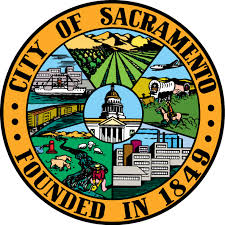 CITY OF SACRAMENTO
FOUNDED IN 1849